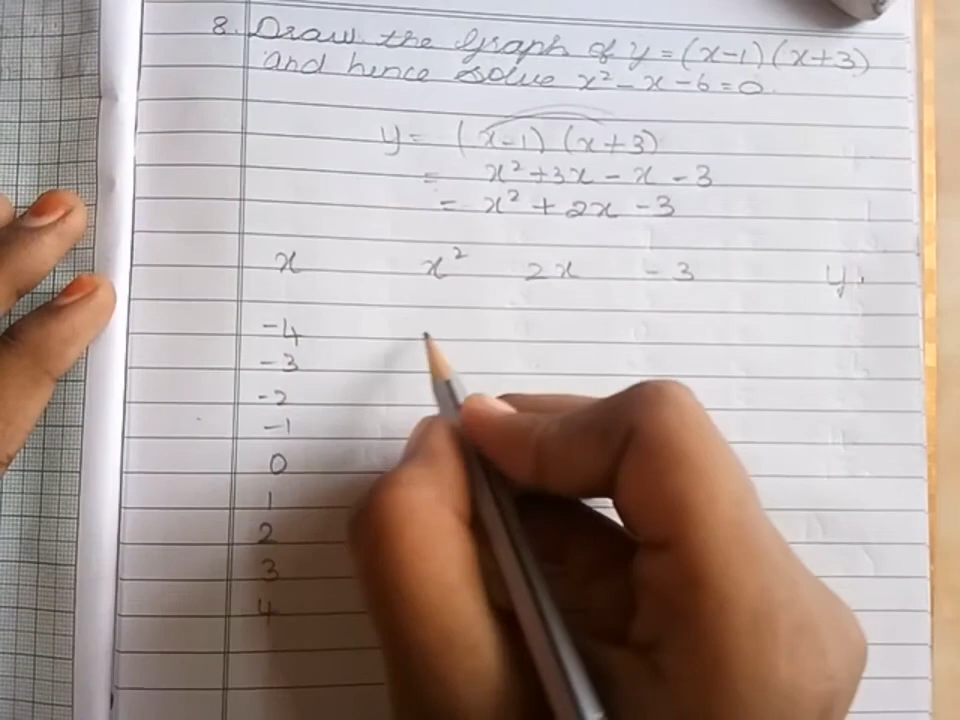 8. Draw the graph of y = (x-1) (x+3)
and hence solve x² - x - 6 = 0.
y = (x-1) (x+3)
= x² + 3x - x - 3
= x² + 2x - 3
x x² 2x - 3 y
-4
-3
-2
-1
0
1
2
3
4